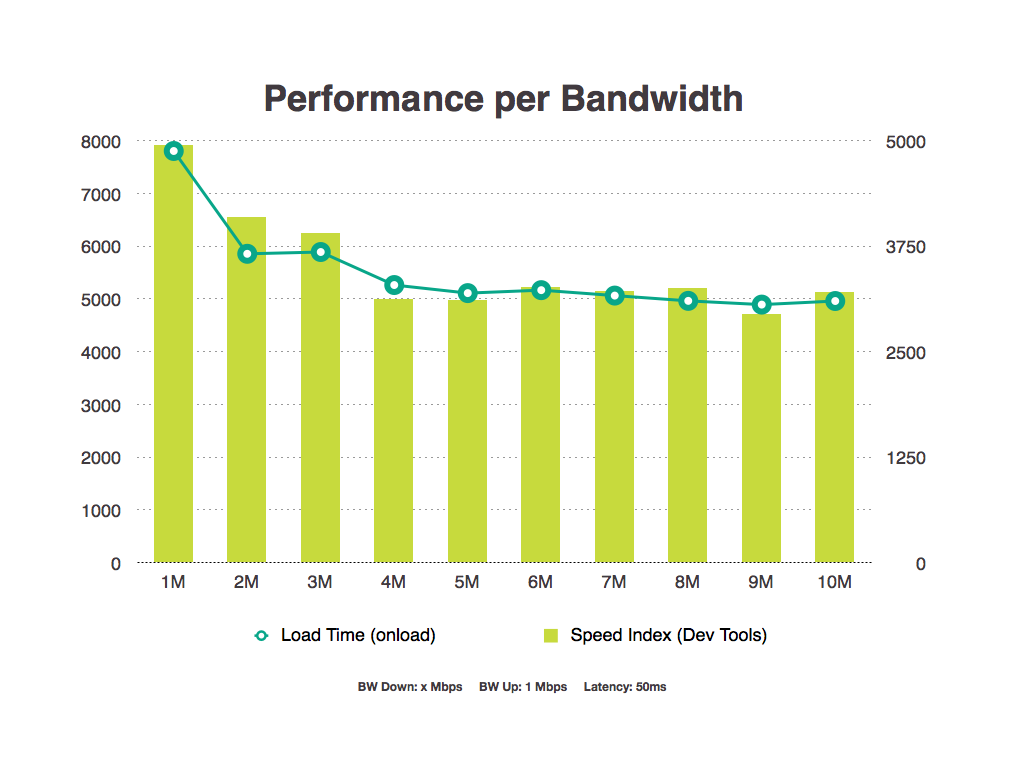 Performance per Bandwidth
8000 5000
7000
6000 3750
5000
4000 2500
3000
2000 1250
1000
0 0
1M 2M 3M 4M 5M 6M 7M 8M 9M 10M
Load Time (onload) Speed Index (Dev Tools)
BW Down: x Mbps BW Up: 1 Mbps Latency: 50ms